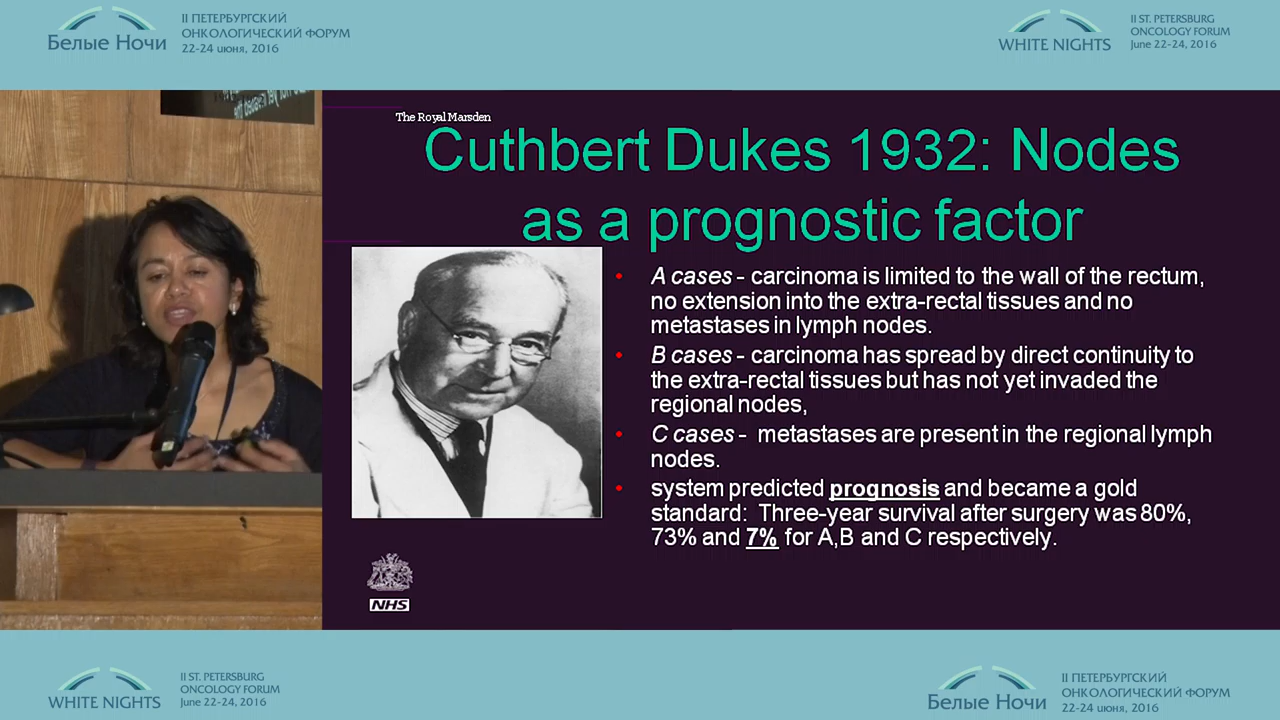 Белые Ночи
II ПЕТЕРБУРГСКИЙ
ОНКОЛОГИЧЕСКИЙ ФОРУМ
22-24 июня, 2016
WHITE NIGHTS
II ST. PETERSBURG
ONCOLOGY FORUM
June 22-24, 2016
The Royal Marsden
Cuthbert Dukes 1932: Nodes
as a prognostic factor
• A cases - carcinoma is limited to the wall of the rectum,
no extension into the extra-rectal tissues and no
metastases in lymph nodes.
• B cases - carcinoma has spread by direct continuity to
the extra-rectal tissues but has not yet invaded the
regional nodes,
• C cases - metastases are present in the regional lymph
nodes.
• system predicted prognosis and became a gold
standard: Three-year survival after surgery was 80%,
73% and 7% for A,B and C respectively.
NHS
WHITE NIGHTS
II ST. PETERSBURG
ONCOLOGY FORUM
June 22-24, 2016
Белые Ночи
II ПЕТЕРБУРГСКИЙ
ОНКОЛОГИЧЕСКИЙ ФОРУМ
22-24 июня, 2016